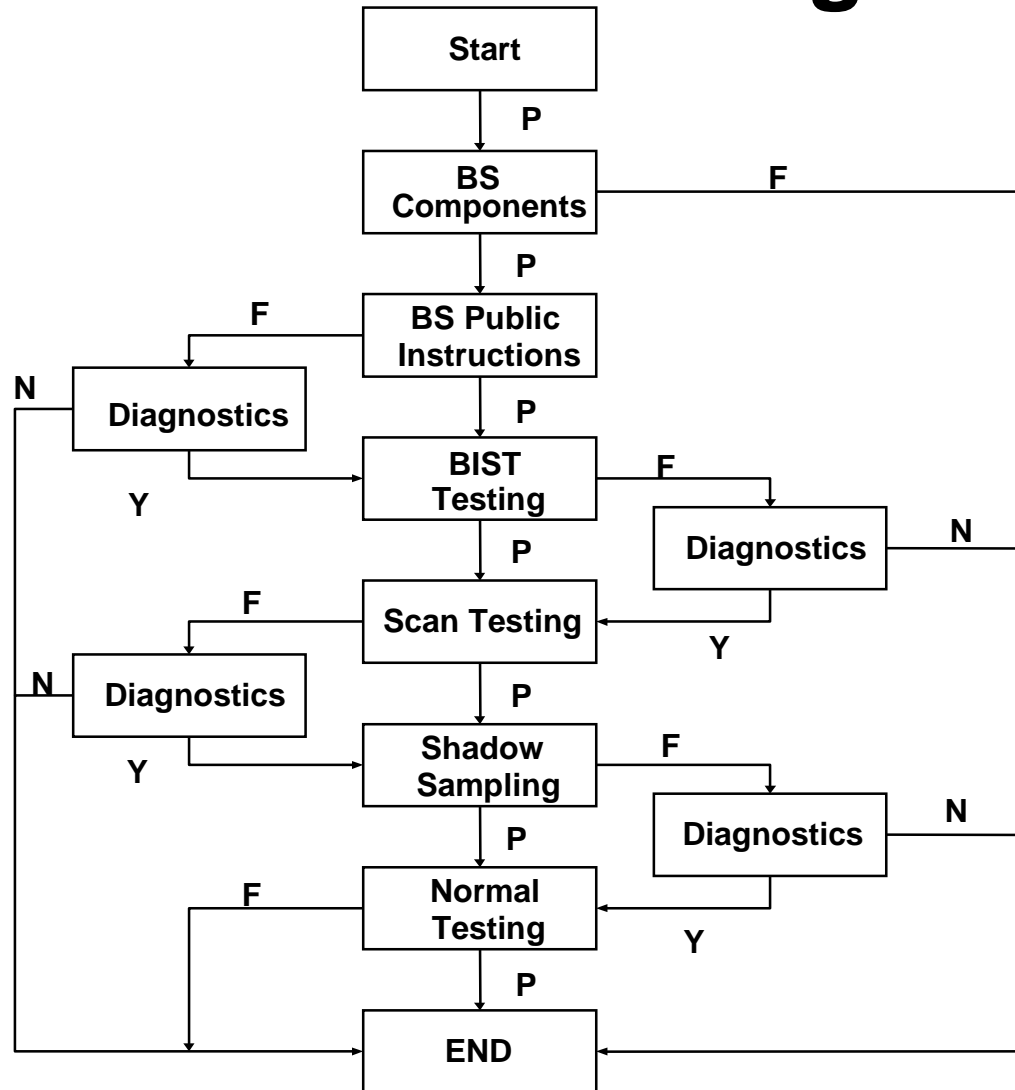 Start
P
BS
Components
F
P
BS Public
Instructions
F
N
Diagnostics
P
BIST
Testing
F
Y
Diagnostics
N
P
Scan Testing
F
Y
N
Diagnostics
P
Shadow
Sampling
F
Y
Diagnostics
N
P
Normal
Testing
F
Y
P
END